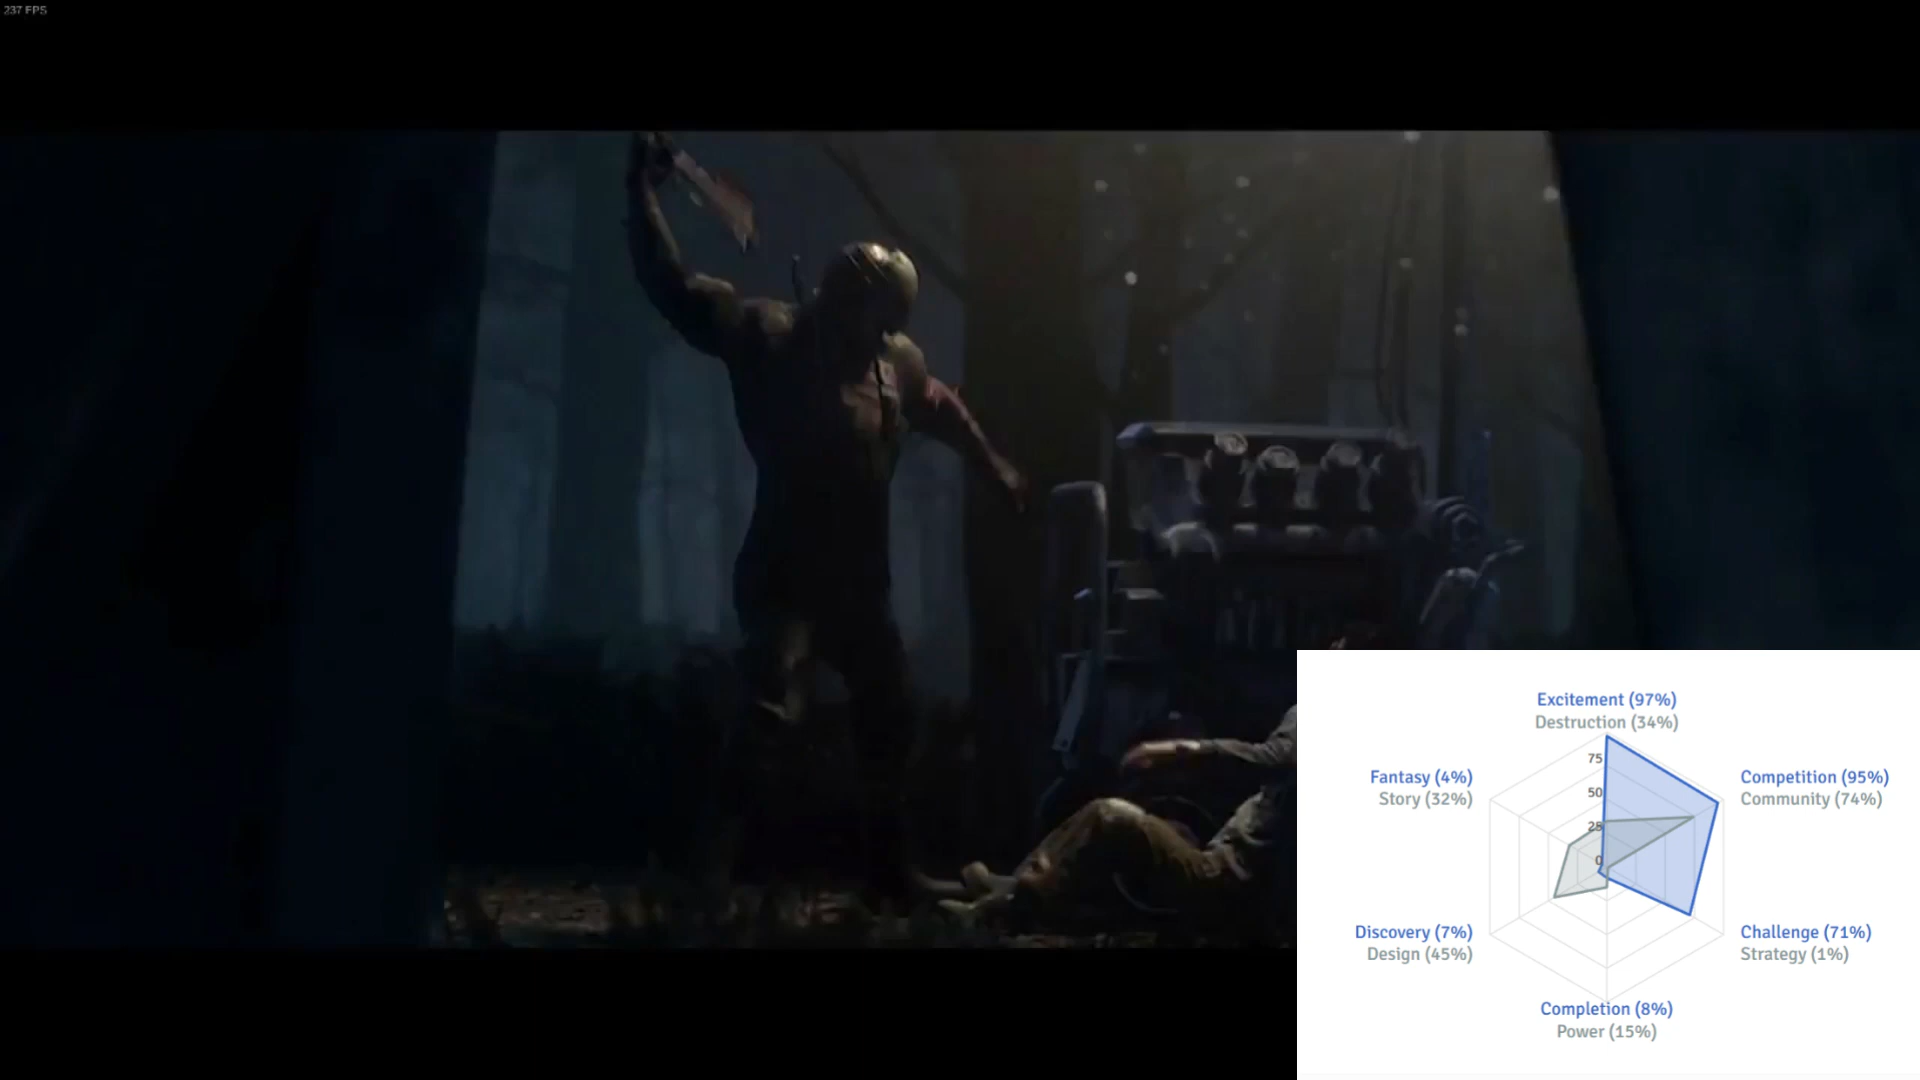 237 FPS
Excitement (97%)
Destruction (34%)
75
Fantasy (4%)
Competition (95%)
50
Story (32%)
Community (74%)
25
0
Discovery (7%)
Challenge (71%)
Design (45%)
Strategy (1%)
Completion (8%)
Power (15%)